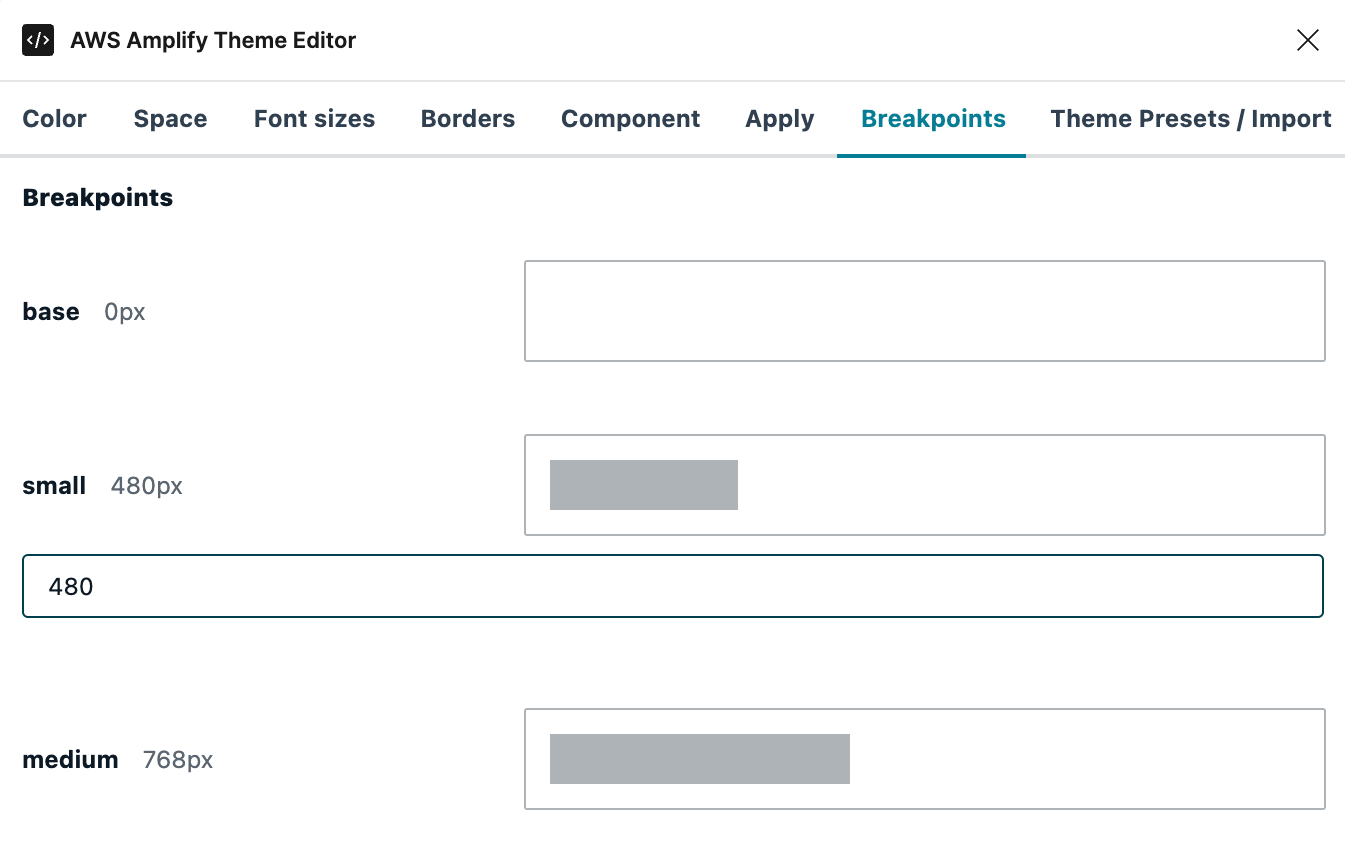 </> AWS Amplify Theme Editor
Color Space Font sizes Borders Component Apply Breakpoints Theme Presets / Import
Breakpoints
base 0px
small 480px
480
medium 768px